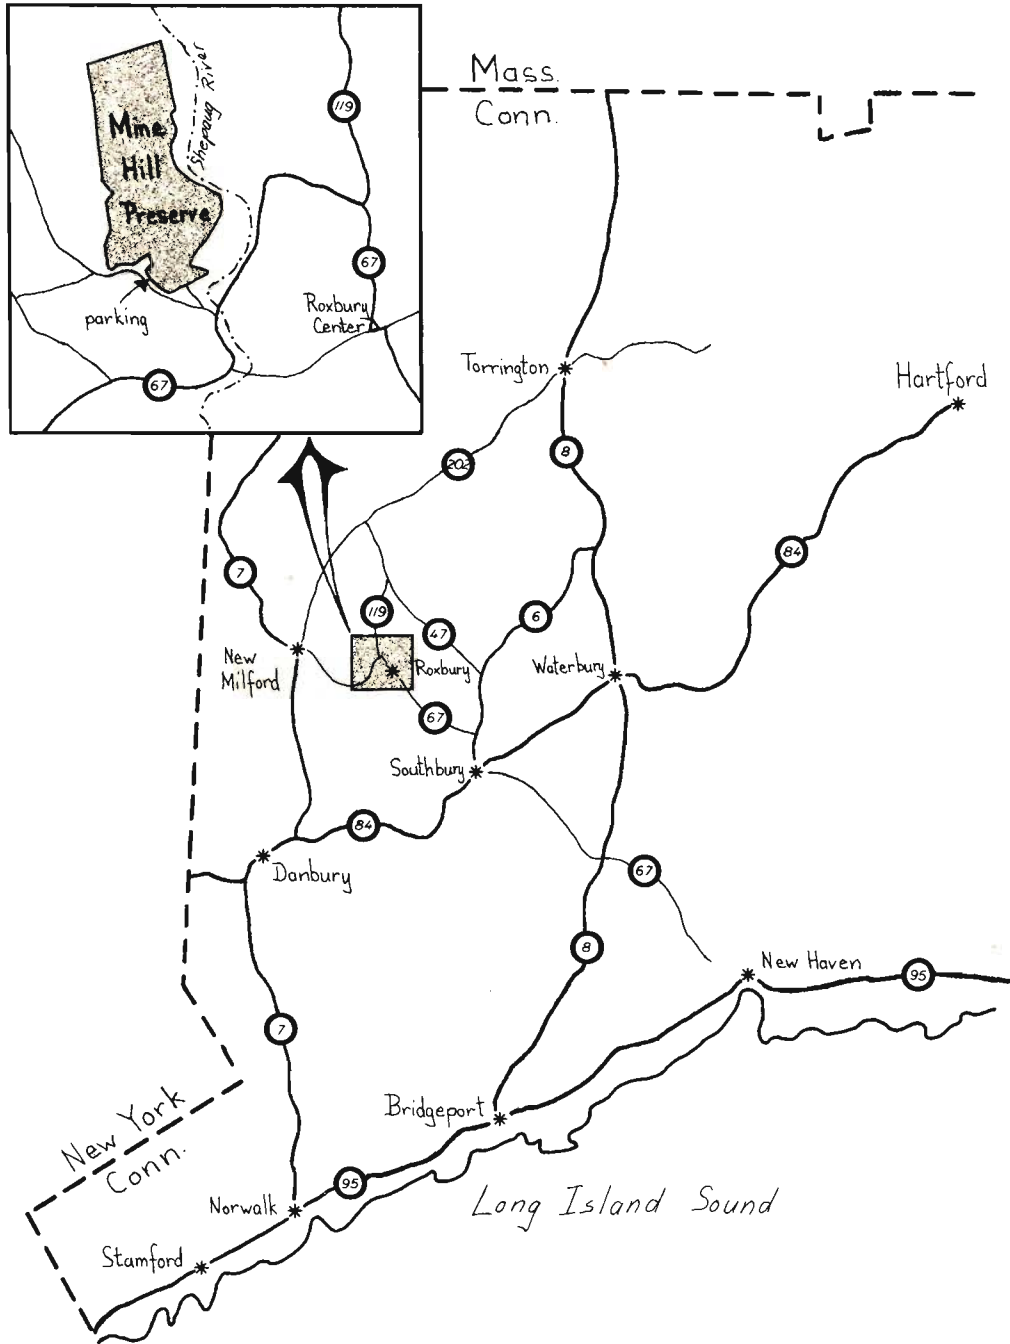 Mine
Hill
Preserve
Shepaug River
119
67
Roxbury
Center
parking
67
Mass.
Conn.
Torrington
Hartford
8
202
84
7
119
47
6
New
Milford
Roxbury
Waterbury
67
Southbury
84
Danbury
67
8
New Haven
95
7
Bridgeport
New York
Conn.
95
Norwalk
Long Island Sound
Stamford